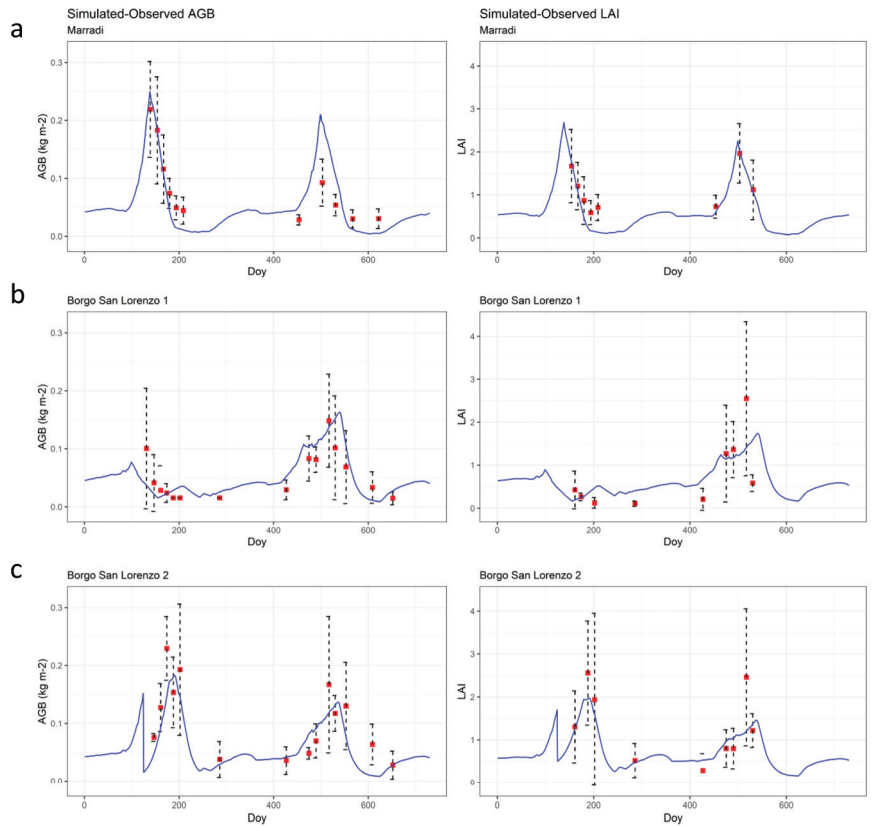 a
Simulated-Observed AGB
Marradi
AGB (kg m-2)
0.3
0.2
0.1
0.0
0 200 400 600
Doy
Simulated-Observed LAI
Marradi
LAI
4
3
2
1
0
0 200 400 600
Doy
b
Borgo San Lorenzo 1
AGB (kg m-2)
0.3
0.2
0.1
0.0
0 200 400 600
Doy
Borgo San Lorenzo 1
LAI
4
3
2
1
0
0 200 400 600
Doy
c
Borgo San Lorenzo 2
AGB (kg m-2)
0.3
0.2
0.1
0.0
0 200 400 600
Doy
Borgo San Lorenzo 2
LAI
4
3
2
1
0
0 200 400 600
Doy